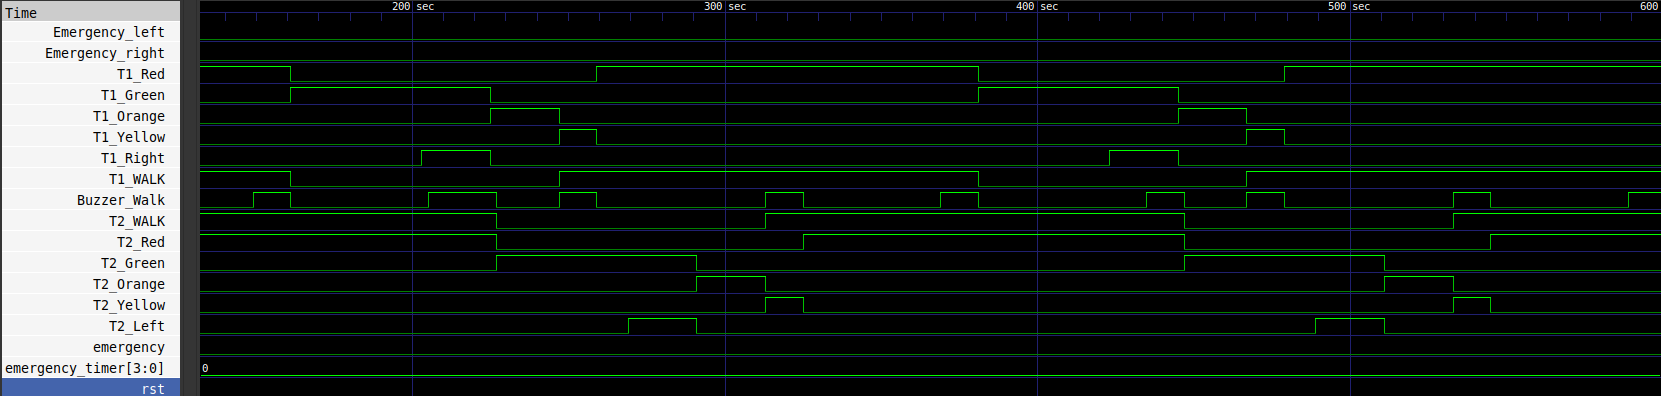 Time 200 sec 300 sec 400 sec 500 sec 600
Emergency_left
Emergency_right
T1_Red
T1_Green
T1_Orange
T1_Yellow
T1_Right
T1_WALK
Buzzer_Walk
T2_WALK
T2_Red
T2_Green
T2_Orange
T2_Yellow
T2_Left
emergency
emergency_timer[3:0] 0
rst